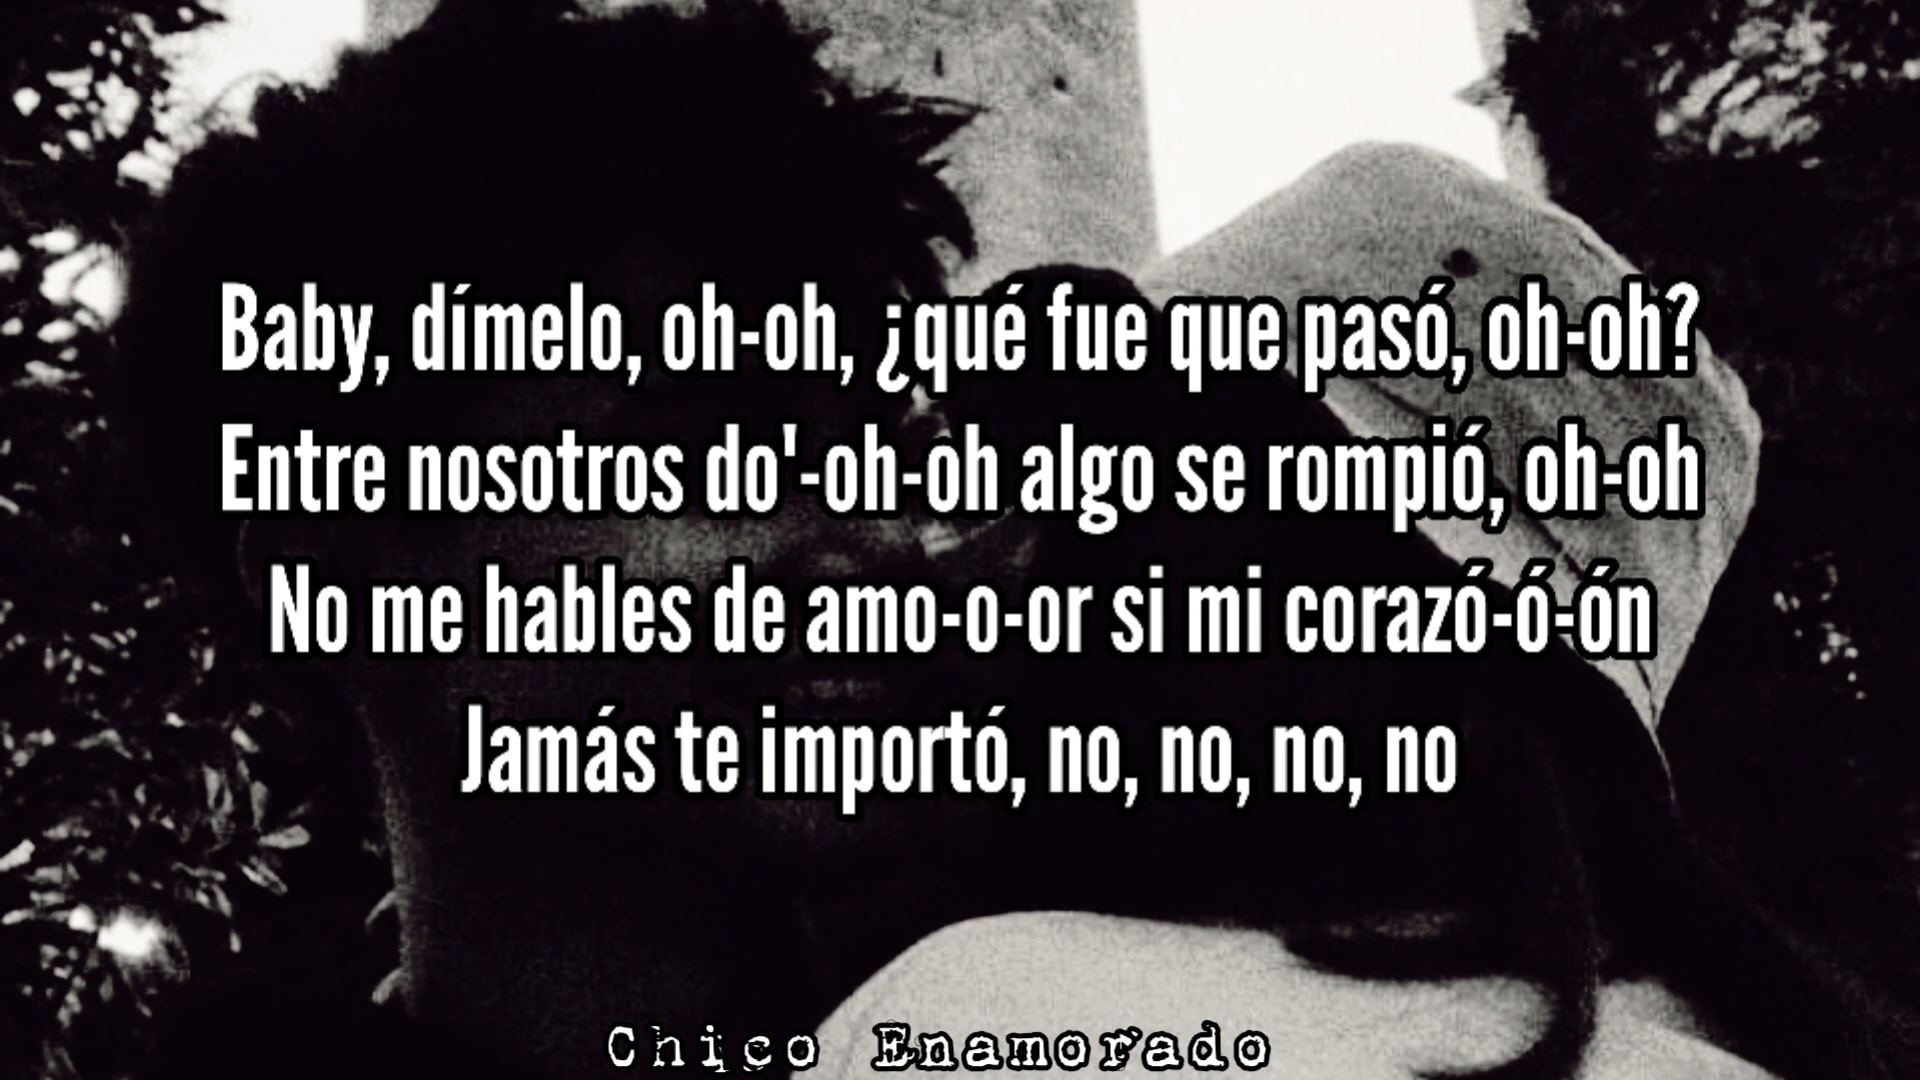 Baby, dímelo, oh-oh, ¿qué fue que pasó, oh-oh?
Entre nosotros do'-oh-oh algo se rompió, oh-oh
No me hables de amo-o-or si mi corazó-ó-ón
Jamás te importó, no, no, no, no
Chico Enamorado